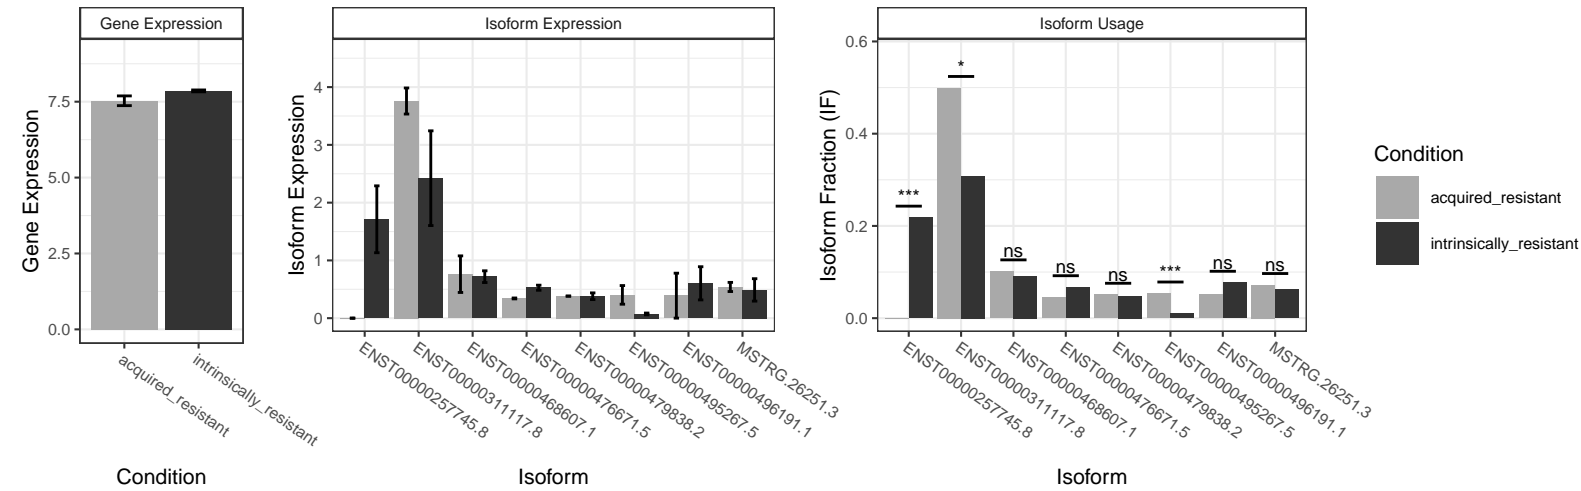 Gene Expression
Gene Expression
7.5
5.0
2.5
0.0
acquired_resistant
intrinsically_resistant
Condition
Isoform Expression
Isoform Expression
4
3
2
1
0
ENST00000257745.8
ENST00000311117.8
ENST00000468607.1
ENST00000476671.5
ENST00000479838.2
ENST00000495267.5
ENST00000496191.1
MSTRG.26251.3
Isoform
Isoform Usage
Isoform Fraction (IF)
0.6
0.4
0.2
0.0
***
*
ns
ns
ns
***
ns
ns
ENST00000257745.8
ENST00000311117.8
ENST00000468607.1
ENST00000476671.5
ENST00000479838.2
ENST00000495267.5
ENST00000496191.1
MSTRG.26251.3
Isoform
Condition
acquired_resistant
intrinsically_resistant